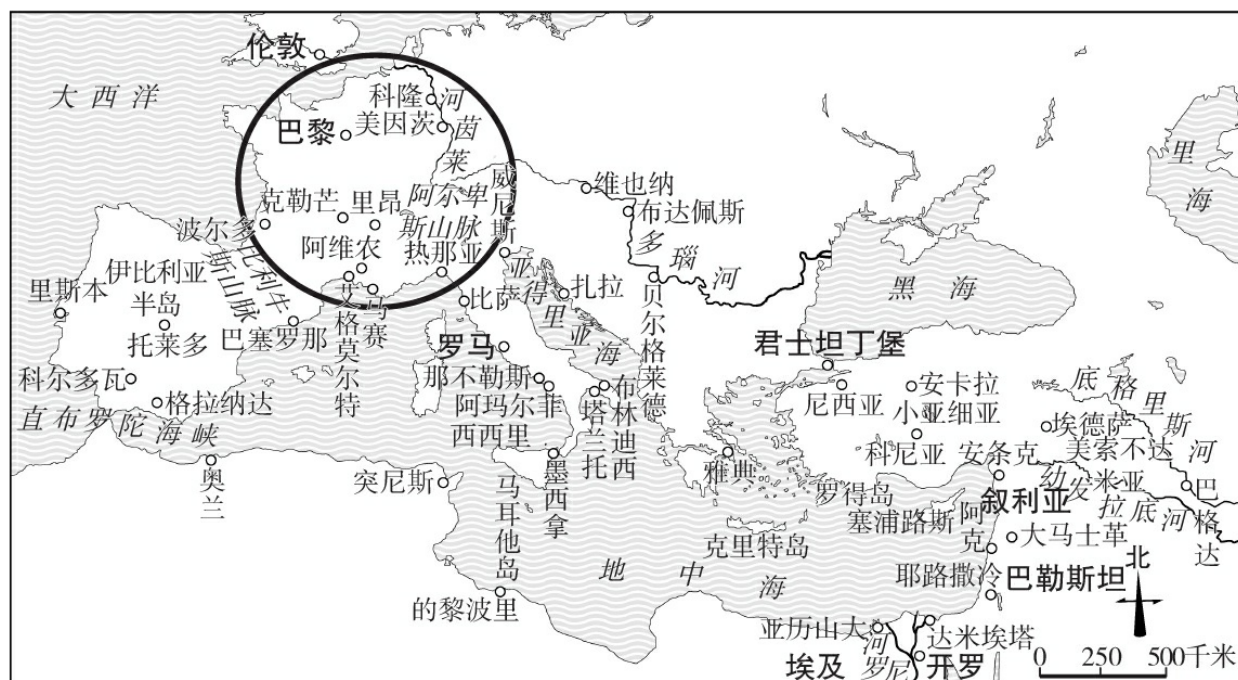 伦敦
大西洋
科隆
巴黎
美因茨
莱茵河
里海
威尼斯
维也纳
克勒芒
里昂
阿尔卑斯山脉
布达佩斯
波尔多
阿维农
热那亚
多瑙河
比利牛斯山脉
伊比利亚
半岛
里斯本
托莱多
巴塞罗那
艾格莫尔特
马赛
比萨
亚得里亚海
扎拉
贝尔格莱德
黑海
君士坦丁堡
罗马
科尔多瓦
格拉纳达
直布罗陀海峡
那不勒斯
阿玛尔菲
西西里
塔兰托
布林迪西
尼西亚
安卡拉
小亚细亚
底格里斯河
埃德萨
美索不达米亚
奥兰
突尼斯
墨西拿
雅典
科尼亚
安条克
幼发拉底河
巴格达
马耳他岛
罗得岛
塞浦路斯
叙利亚
克里特岛
阿克
大马士革
地中海
耶路撒冷
巴勒斯坦
北
的黎波里
亚历山大
达米埃塔
埃及
尼罗河
开罗
0 250 500千米